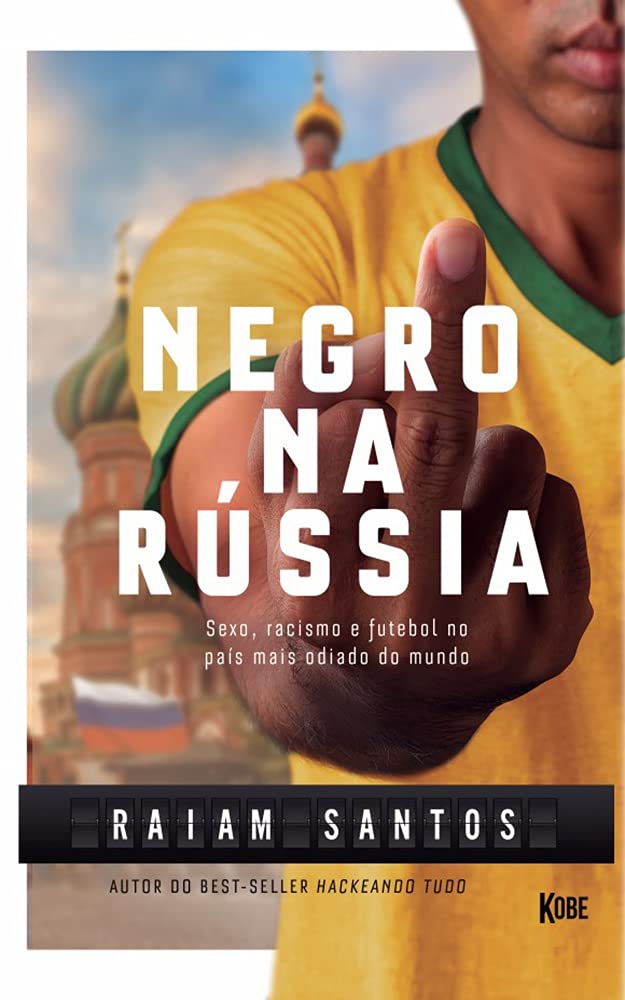 NEGRO
NA
RÚSSIA
Sexo, racismo e futebol no
país mais odiado do mundo
RAIAM SANTOS
AUTOR DO BEST-SELLER HACKEANDO TUDO
KOBE